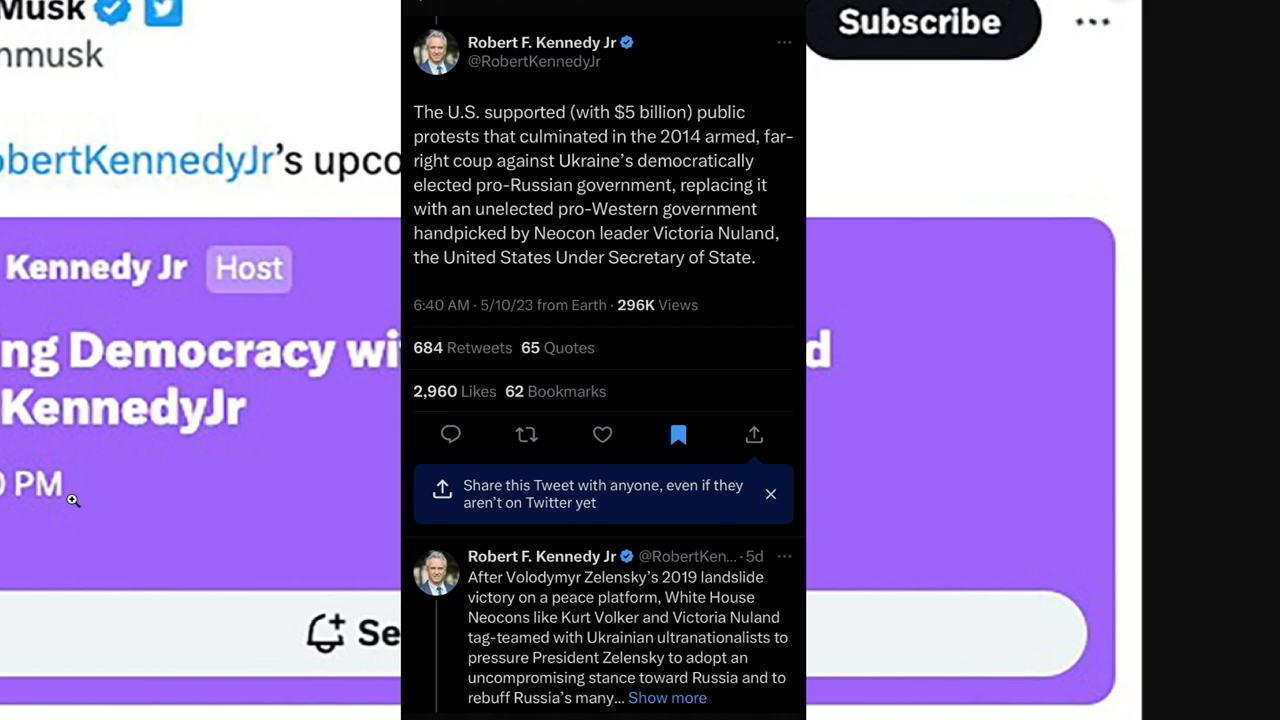 Musk
nmusk
Subscribe
obertKennedyJr's upco
Kennedy Jr Host
ng Democracy wi
d
KennedyJr
0 PM
Se
Robert F. Kennedy Jr
@RobertKennedyJr
The U.S. supported (with $5 billion) public
protests that culminated in the 2014 armed, far-
right coup against Ukraine’s democratically
elected pro-Russian government, replacing it
with an unelected pro-Western government
handpicked by Neocon leader Victoria Nuland,
the United States Under Secretary of State.
6:40 AM · 5/10/23 from Earth · 296K Views
684 Retweets 65 Quotes
2,960 Likes 62 Bookmarks
Share this Tweet with anyone, even if they
aren’t on Twitter yet
Robert F. Kennedy Jr @RobertKen... · 5d
After Volodymyr Zelensky’s 2019 landslide
victory on a peace platform, White House
Neocons like Kurt Volker and Victoria Nuland
tag-teamed with Ukrainian ultranationalists to
pressure President Zelensky to adopt an
uncompromising stance toward Russia and to
rebuff Russia’s many... Show more